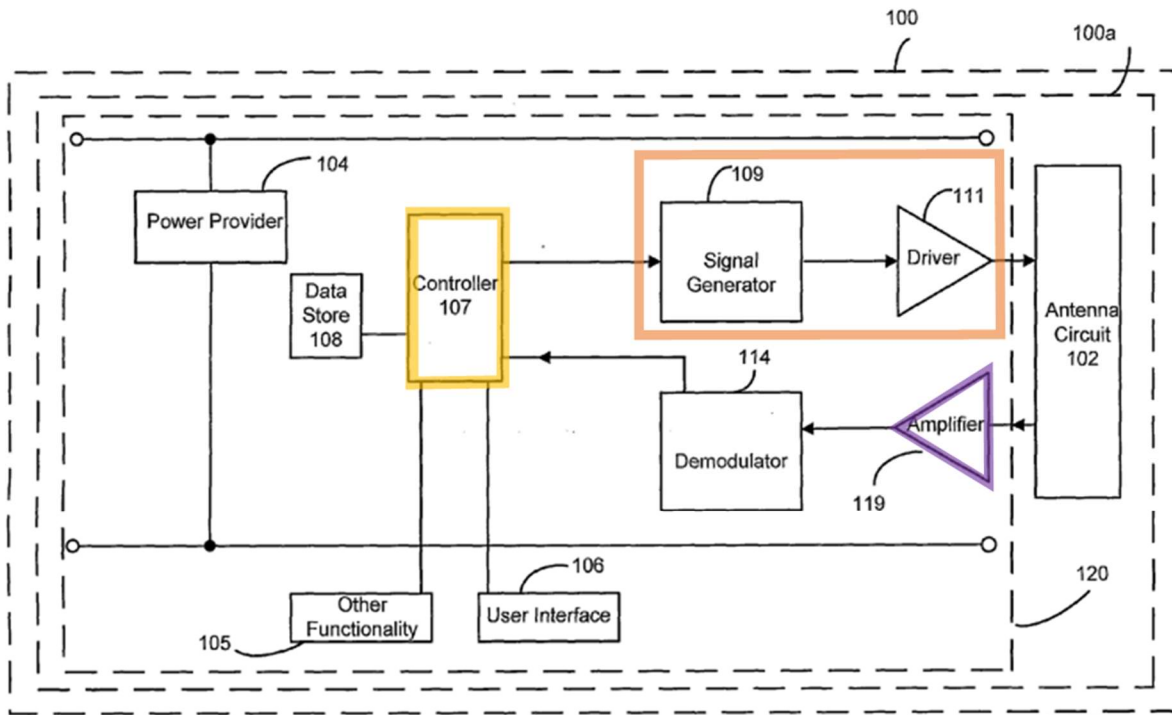 100
100a
104
Power Provider
109
111
Signal
Generator
Driver
Controller
107
Data
Store
108
Antenna
Circuit
102
114
Demodulator
Amplifier
119
106
120
Other
Functionality
User Interface
105